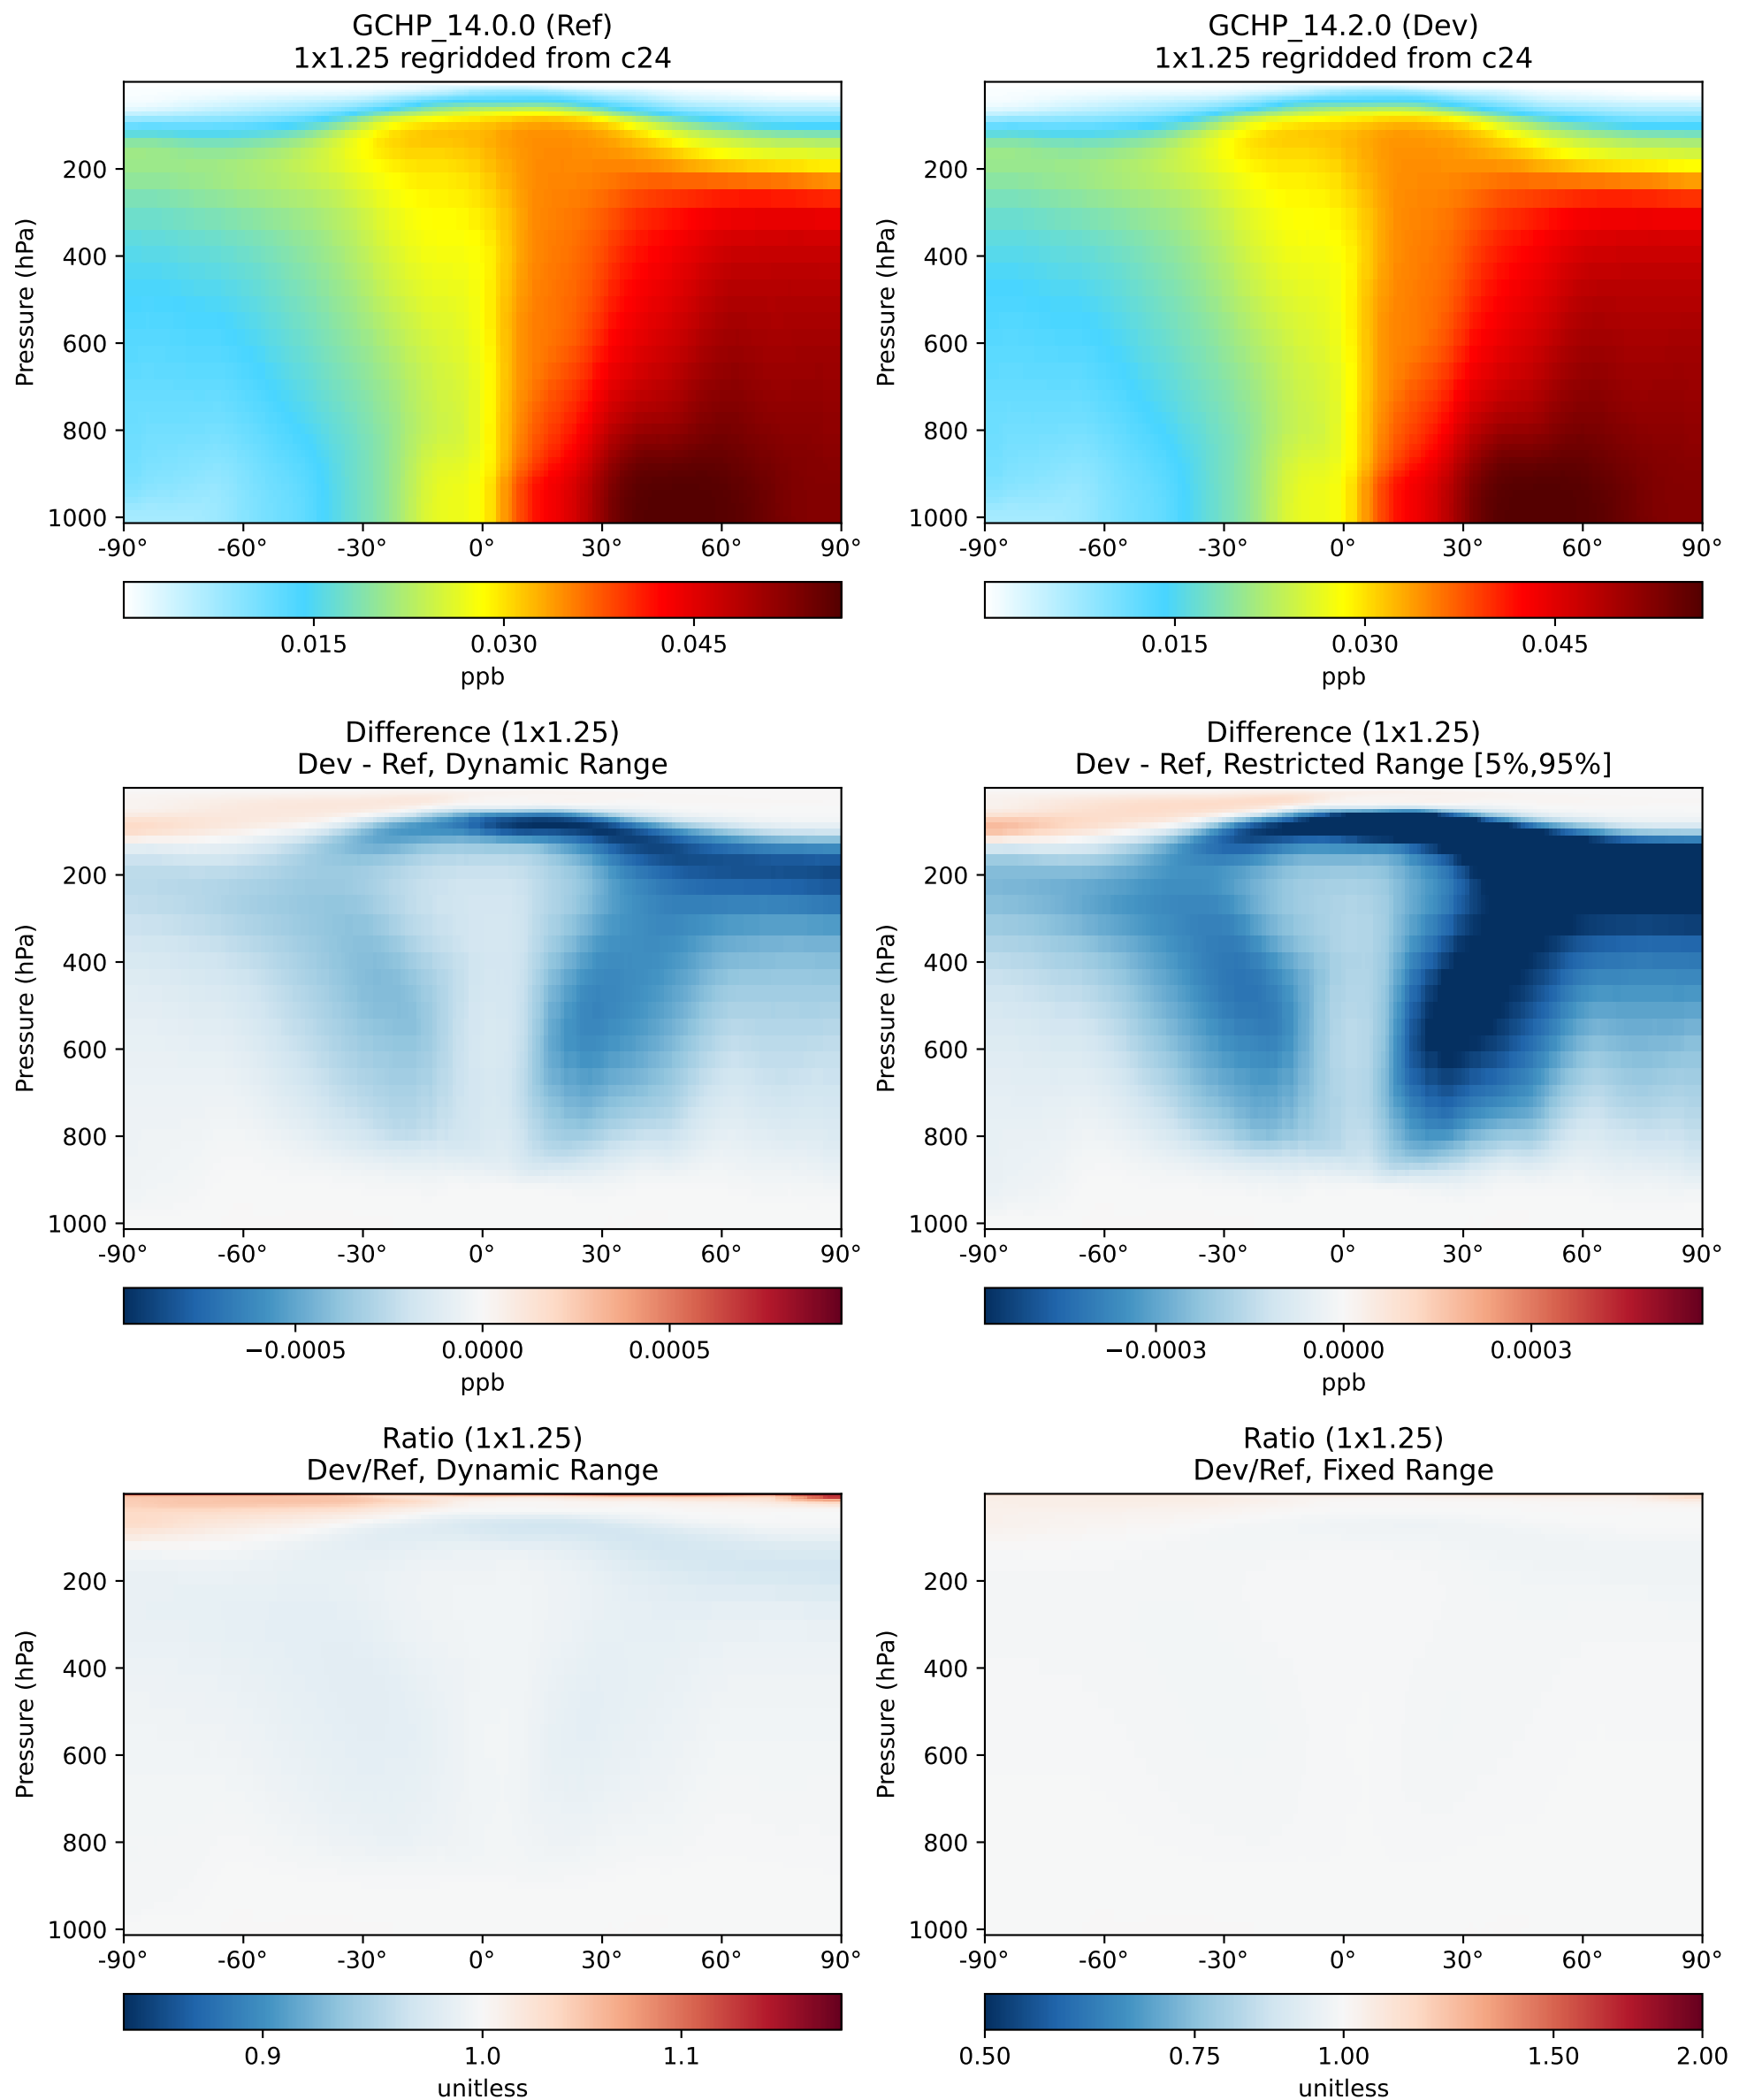 GCHP_14.0.0 (Ref)
1x1.25 regridded from c24
GCHP_14.2.0 (Dev)
1x1.25 regridded from c24
Pressure (hPa)
200
400
600
800
1000
-90° -60° -30° 0° 30° 60° 90°
0.015 0.030 0.045
ppb
Pressure (hPa)
200
400
600
800
1000
-90° -60° -30° 0° 30° 60° 90°
0.015 0.030 0.045
ppb
Difference (1x1.25)
Dev - Ref, Dynamic Range
Difference (1x1.25)
Dev - Ref, Restricted Range [5%,95%]
Pressure (hPa)
200
400
600
800
1000
-90° -60° -30° 0° 30° 60° 90°
−0.0005 0.0000 0.0005
ppb
Pressure (hPa)
200
400
600
800
1000
-90° -60° -30° 0° 30° 60° 90°
−0.0003 0.0000 0.0003
ppb
Ratio (1x1.25)
Dev/Ref, Dynamic Range
Ratio (1x1.25)
Dev/Ref, Fixed Range
Pressure (hPa)
200
400
600
800
1000
-90° -60° -30° 0° 30° 60° 90°
0.9 1.0 1.1
unitless
Pressure (hPa)
200
400
600
800
1000
-90° -60° -30° 0° 30° 60° 90°
0.50 0.75 1.00 1.50 2.00
unitless